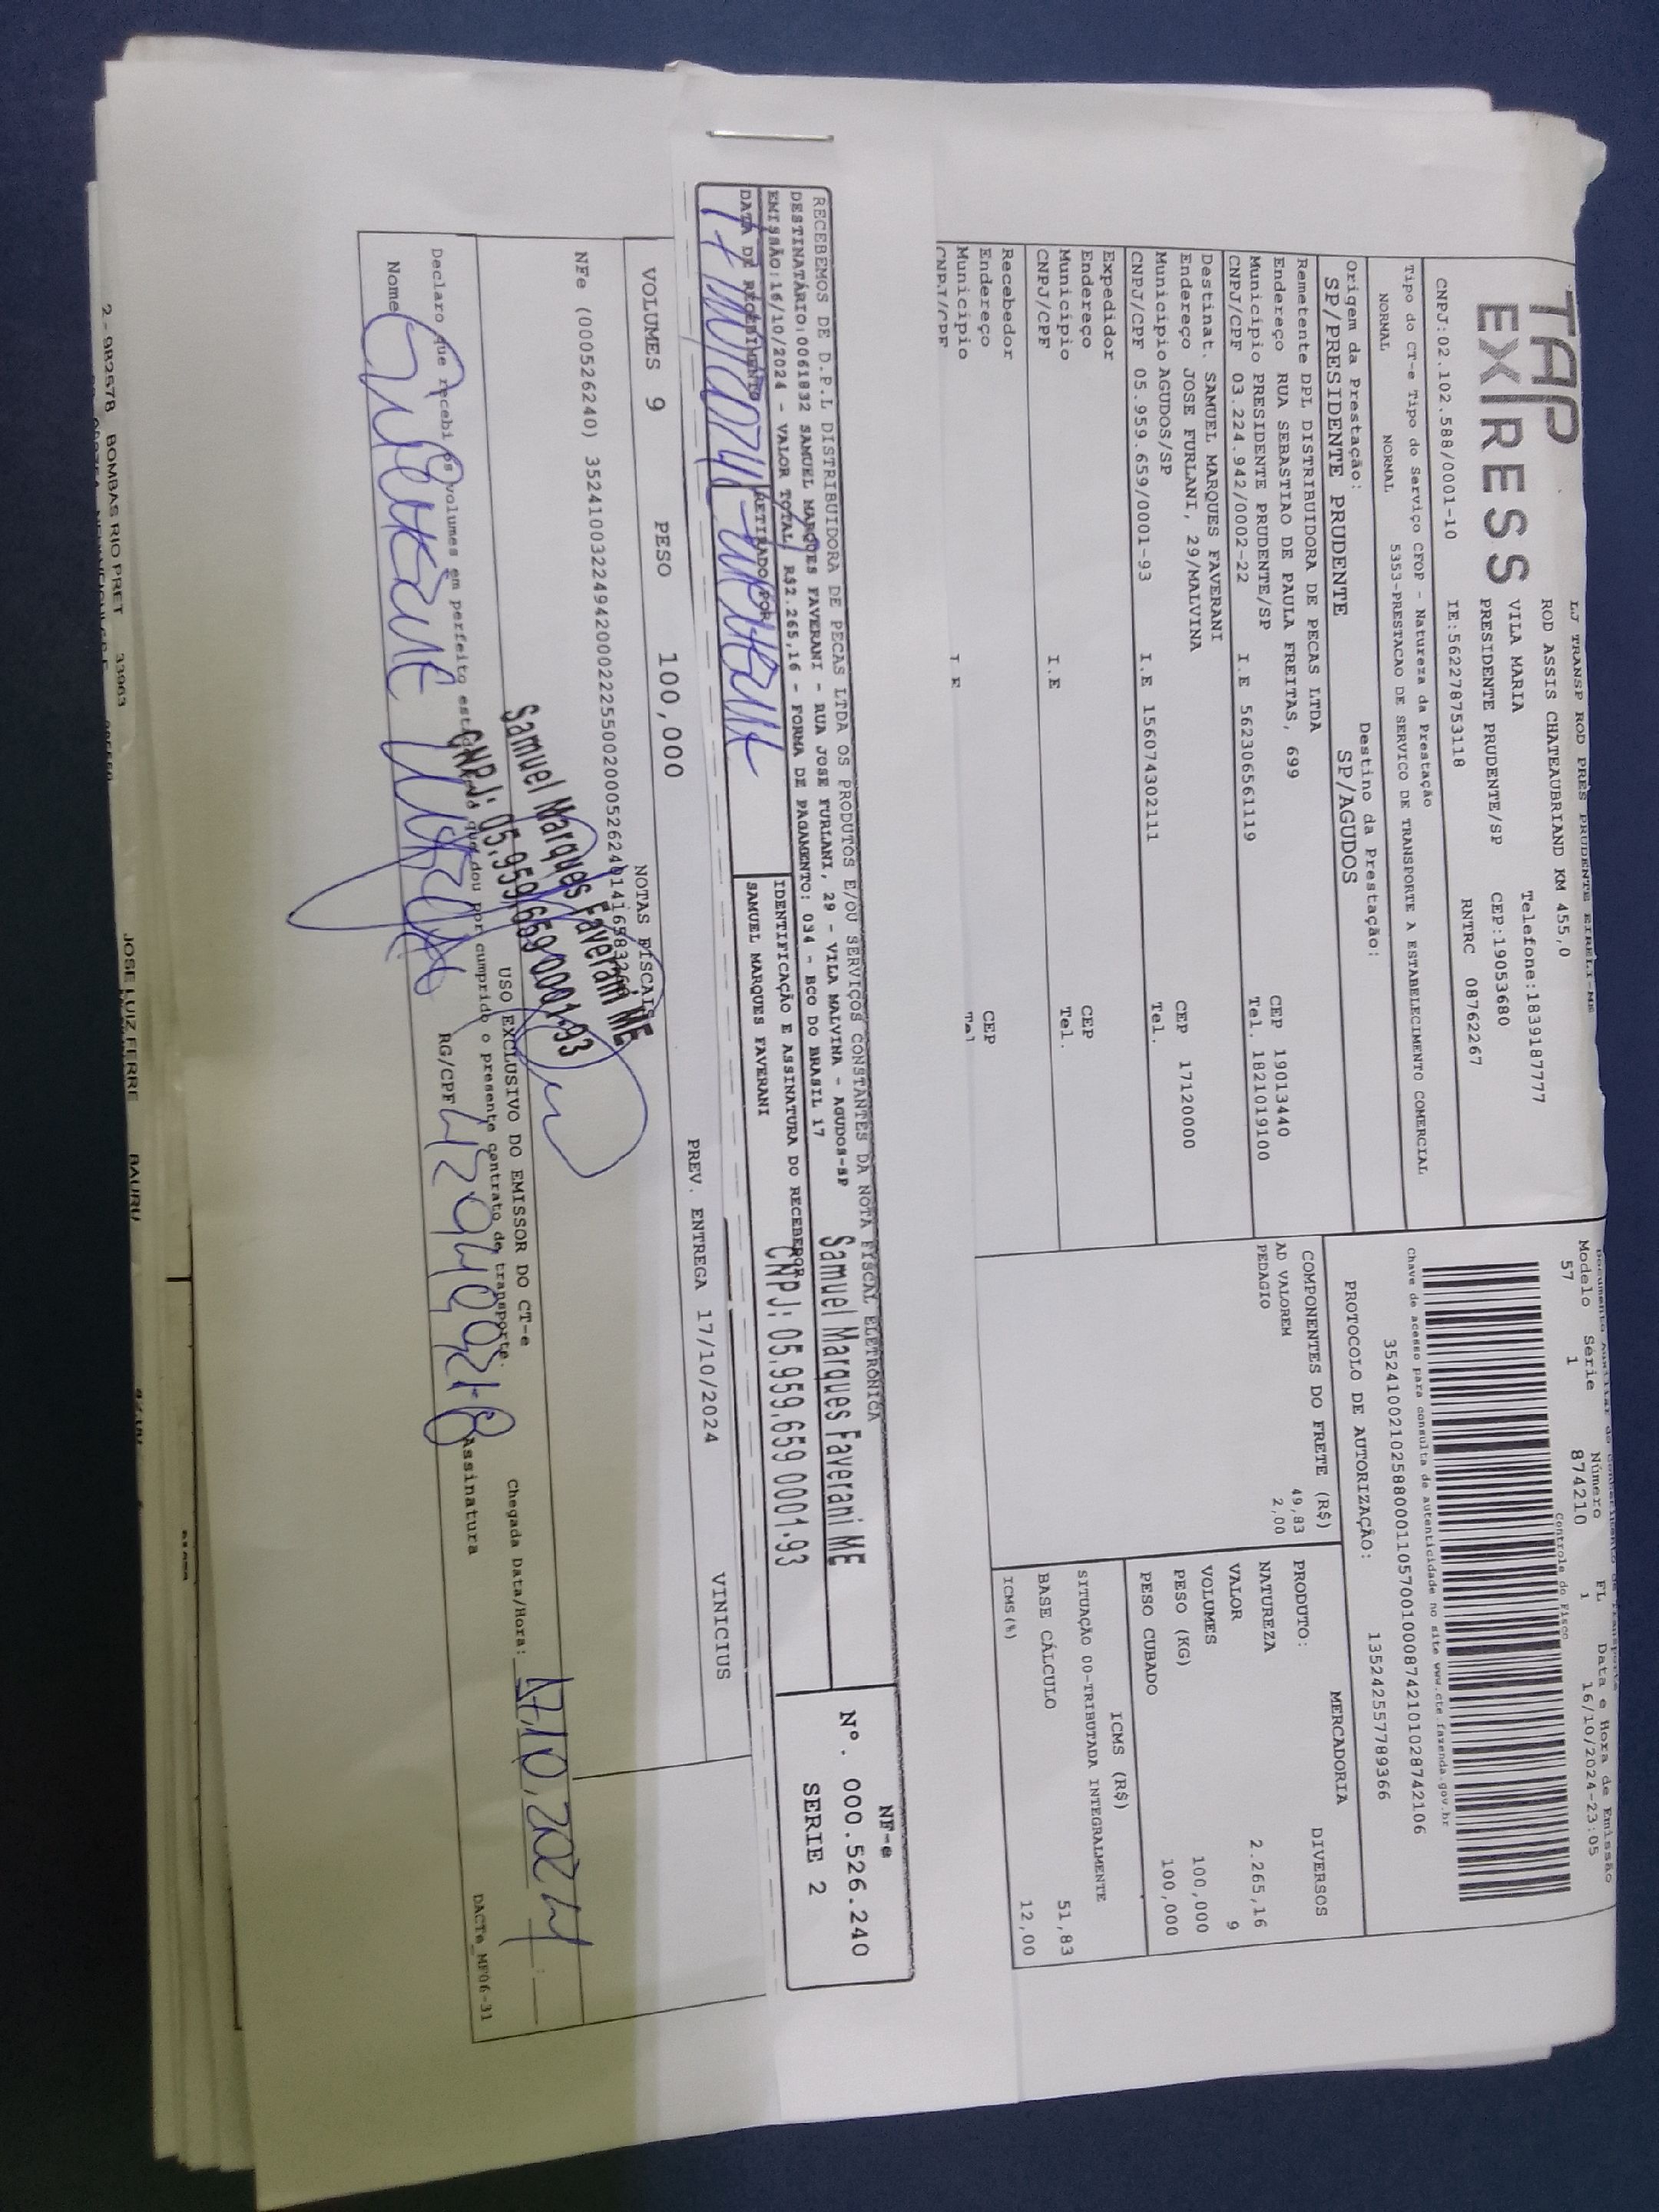 TAP
EXPRESS
LJ TRANSP ROD PRES PRUDENTE EIRELI-ME
ROD ASSIS CHATEAUBRIAND KM 455,0
VILA MARIA Telefone:1839187777
PRESIDENTE PRUDENTE/SP CEP:19053680
CNPJ:02.102.588/0001-10 IE:562278753118 RNTRC 08762267
Modelo Série Número FL Data e Hora de Emissão
57 1 874210 1 16/10/2024-23:05
Controle do Fisco
Chave de acesso para consulta de autenticidade no site www.cte.fazenda.gov.br
35241002102588000110570010008742101028742106
PROTOCOLO DE AUTORIZAÇÃO: 135242557789366
Tipo do CT-e Tipo do Serviço CFOP - Natureza da Prestação
NORMAL NORMAL 5353-PRESTACAO DE SERVICO DE TRANSPORTE A ESTABELECIMENTO COMERCIAL
Origem da Prestação: Destino da Prestação:
SP/PRESIDENTE PRUDENTE SP/AGUDOS
Remetente DPL DISTRIBUIDORA DE PECAS LTDA
Endereço RUA SEBASTIAO DE PAULA FREITAS, 699
Município PRESIDENTE PRUDENTE/SP CEP 19013440
CNPJ/CPF 03.224.942/0002-22 I.E 562306561119 Tel. 1821019100
Destinat. SAMUEL MARQUES FAVERANI
Endereço JOSE FURLANI, 29/MALVINA
Município AGUDOS/SP CEP 17120000
CNPJ/CPF 05.959.659/0001-93 I.E 156074302111 Tel.
Expedidor
Endereço
Município CEP
CNPJ/CPF I.E Tel.
Recebedor
Endereço
Município CEP
CNPJ/CPF I.E Tel
COMPONENTES DO FRETE (R$)
AD VALOREM 49,83
PEDAGIO 2,00
MERCADORIA
PRODUTO: DIVERSOS
NATUREZA
VALOR 2.265,16
VOLUMES 9
PESO (KG) 100,000
PESO CUBADO 100,000
ICMS (R$)
SITUAÇÃO 00-TRIBUTADA INTEGRALMENTE
BASE CÁLCULO 51,83
ICMS(%) 12,00
RECEBEMOS DE D.P.L DISTRIBUIDORA DE PECAS LTDA OS PRODUTOS E/OU SERVIÇOS CONSTANTES DA NOTA FISCAL ELETRÔNICA
DESTINATÁRIO:0061832 SAMUEL MARQUES FAVERANI - RUA JOSE FURLANI, 29 - VILA MALVINA - AGUDOS-SP
EMISSÃO:16/10/2024 - VALOR TOTAL: R$2.265,16 - FORMA DE PAGAMENTO: 034 - BCO DO BRASIL 17
DATA DE RECEBIMENTO RETIRADO POR IDENTIFICAÇÃO E ASSINATURA DO RECEBEDOR
SAMUEL MARQUES FAVERANI
Samuel Marques Faverani ME
CNPJ: 05.959.659 0001-93
NF-e
Nº. 000.526.240
SERIE 2
PREV. ENTREGA 17/10/2024 VINICIUS
VOLUMES 9 PESO 100,000
NOTAS FISCAIS
NFe (000526240) 35241003224942000222550020005262401416583260
Samuel Marques Faverani ME
CNPJ: 05.959.659 0001-93
USO EXCLUSIVO DO EMISSOR DO CT-e
Chegada Data/Hora: 17,10,2024
Declaro que recebi os volumes em perfeito estado que dou por cumprido o presente contrato de transporte.
Nome RG/CPF Assinatura
DACTe_MF06-31
2 - 982578 BOMBAS RIO PRET 33963 JOSE LUIZ FERRE BAURU